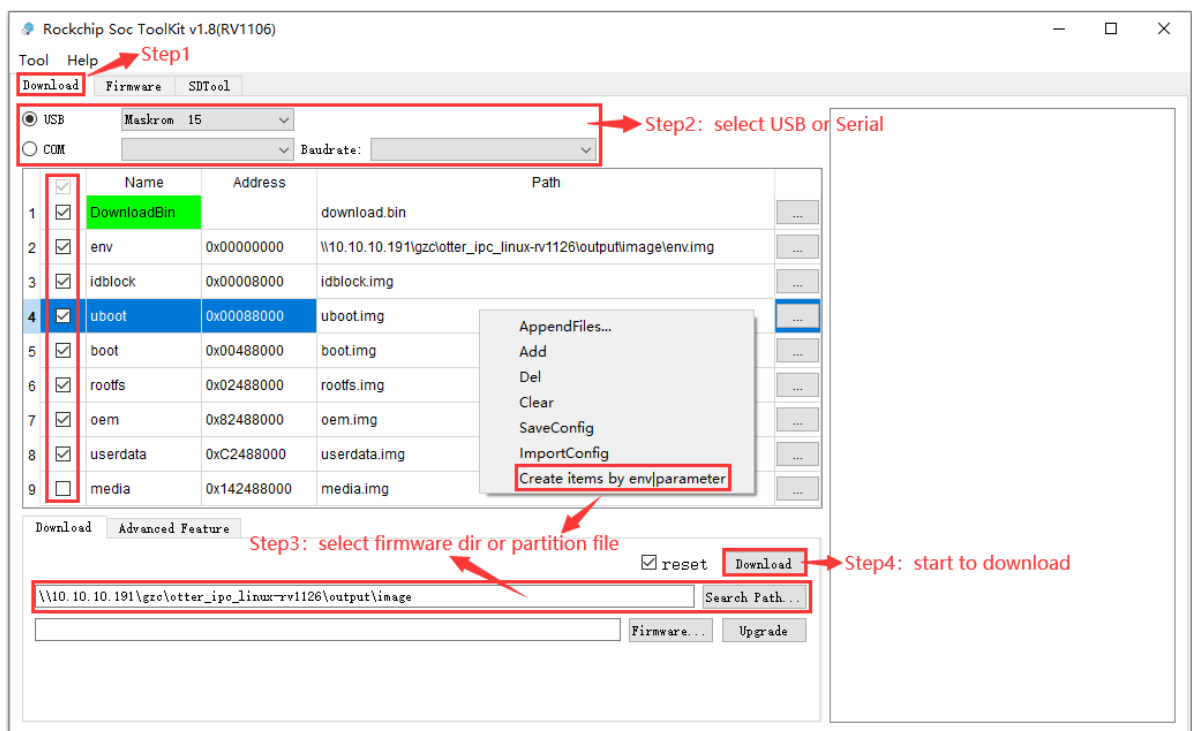 Rockchip Soc ToolKit v1.8(RV1106)
Tool Help
Step1
Download Firmware SDTool
USB Maskrom 15
Step2: select USB or Serial
COM Baudrate:
Name Address Path
1 DownloadBin download.bin ...
2 env 0x00000000 \\10.10.10.191\gzc\otter_ipc_linux-rv1126\output\image\env.img ...
3 idblock 0x00008000 idblock.img ...
4 uboot 0x00088000 uboot.img ...
5 boot 0x00488000 boot.img ...
6 rootfs 0x02488000 rootfs.img ...
7 oem 0x82488000 oem.img ...
8 userdata 0xC2488000 userdata.img ...
9 media 0x142488000 media.img ...
AppendFiles...
Add
Del
Clear
SaveConfig
ImportConfig
Create items by env|parameter
Download Advanced Feature
Step3: select firmware dir or partition file
reset Download
Step4: start to download
\\10.10.10.191\gzc\otter_ipc_linux-rv1126\output\image Search Path...
Firmware... Upgrade